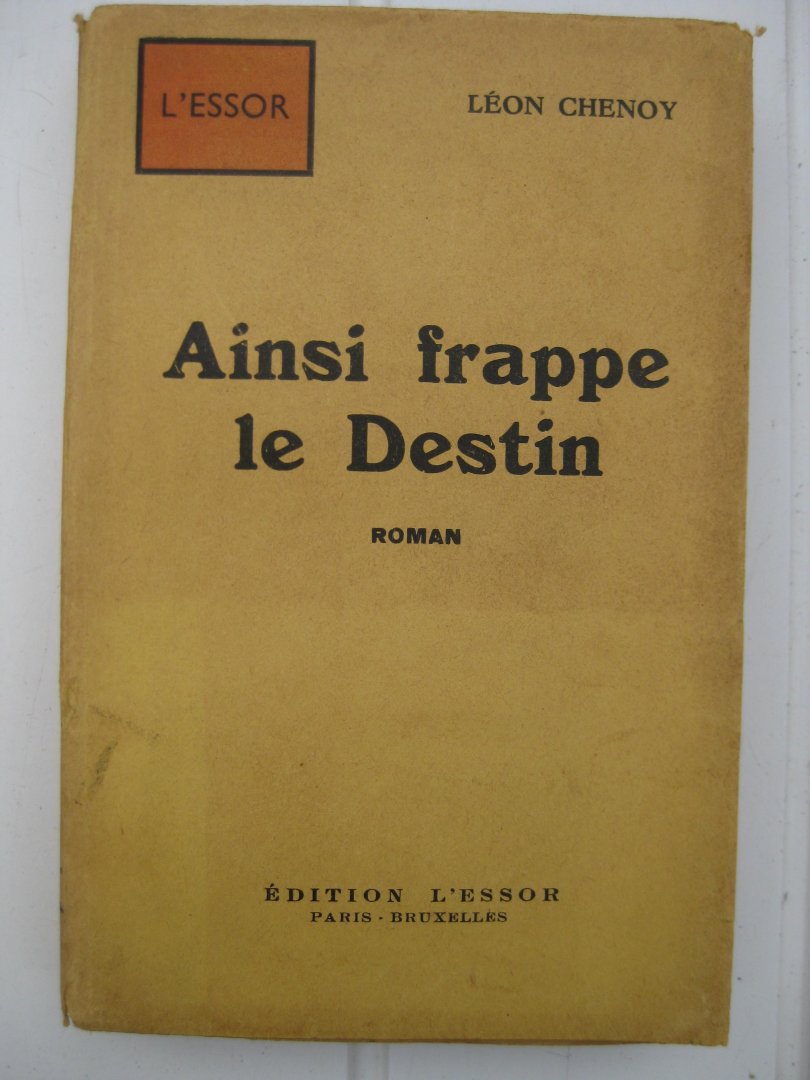 L'ESSOR
LÉON CHENOY
Ainsi frappe
le Destin
ROMAN
ÉDITION L'ESSOR
PARIS - BRUXELLES